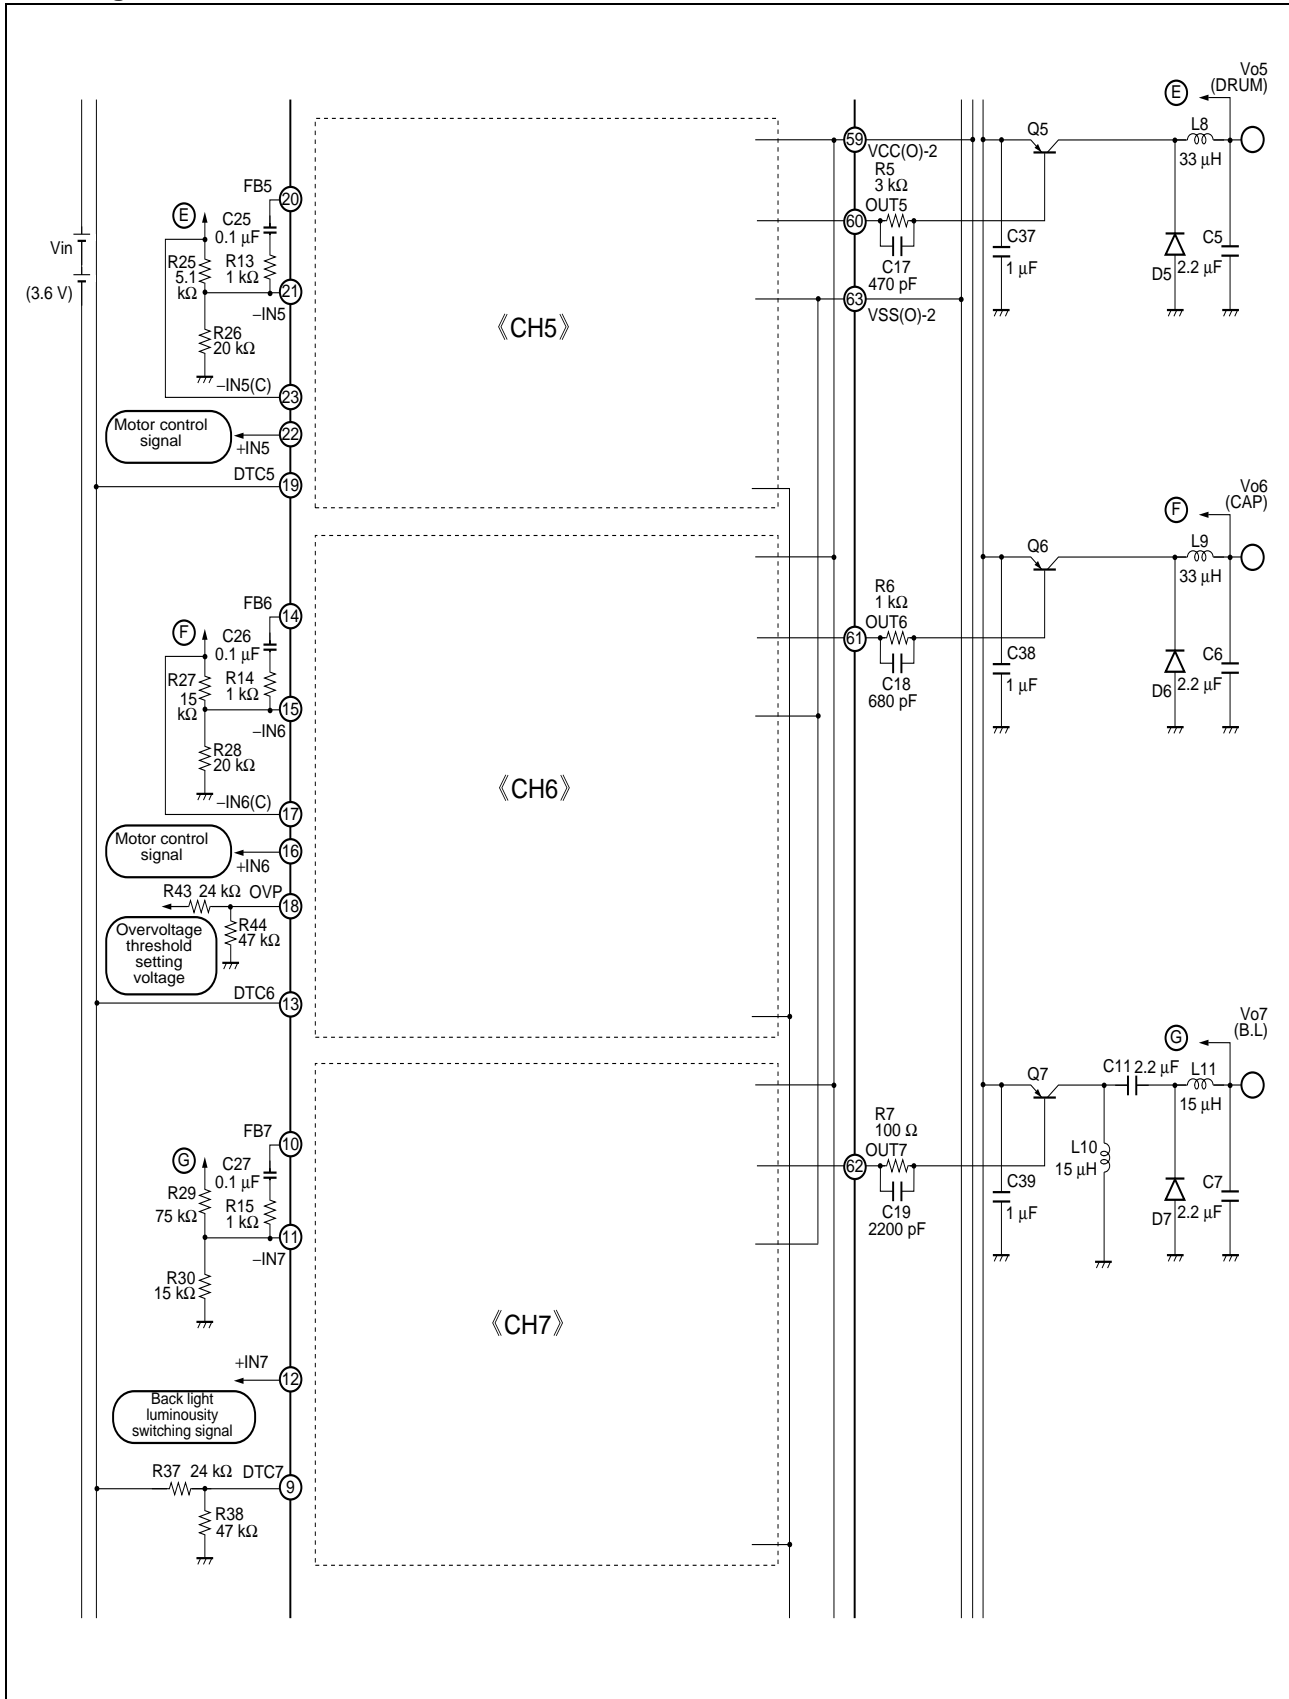 Vo5
(DRUM)
E
L8
33 µH
Q5
59
VCC(O)-2
R5
3 kΩ
OUT5
60
C17
470 pF
63
VSS(O)-2
C37
1 µF
D5
2.2 µF
C5
FB5
20
E
C25
0.1 µF
Vin
(3.6 V)
R25
5.1
kΩ
R13
1 kΩ
21
–IN5
R26
20 kΩ
–IN5(C)
23
Motor control
signal
22
+IN5
DTC5
19
《CH5》
Vo6
(CAP)
F
L9
33 µH
Q6
R6
1 kΩ
OUT6
61
C18
680 pF
C38
1 µF
D6
2.2 µF
C6
FB6
14
F
C26
0.1 µF
R27
15
kΩ
R14
1 kΩ
15
–IN6
R28
20 kΩ
–IN6(C)
17
Motor control
signal
16
+IN6
R43 24 kΩ OVP
18
R44
47 kΩ
Overvoltage
threshold
setting
voltage
DTC6
13
《CH6》
Vo7
(B.L)
G
C11 2.2 µF
L11
15 µH
Q7
R7
100 Ω
OUT7
62
C19
2200 pF
L10
15 µH
C39
1 µF
D7
2.2 µF
C7
FB7
10
G
C27
0.1 µF
R29
75 kΩ
R15
1 kΩ
11
–IN7
R30
15 kΩ
+IN7
12
Back light
luminousity
switching signal
R37 24 kΩ DTC7
9
R38
47 kΩ
《CH7》